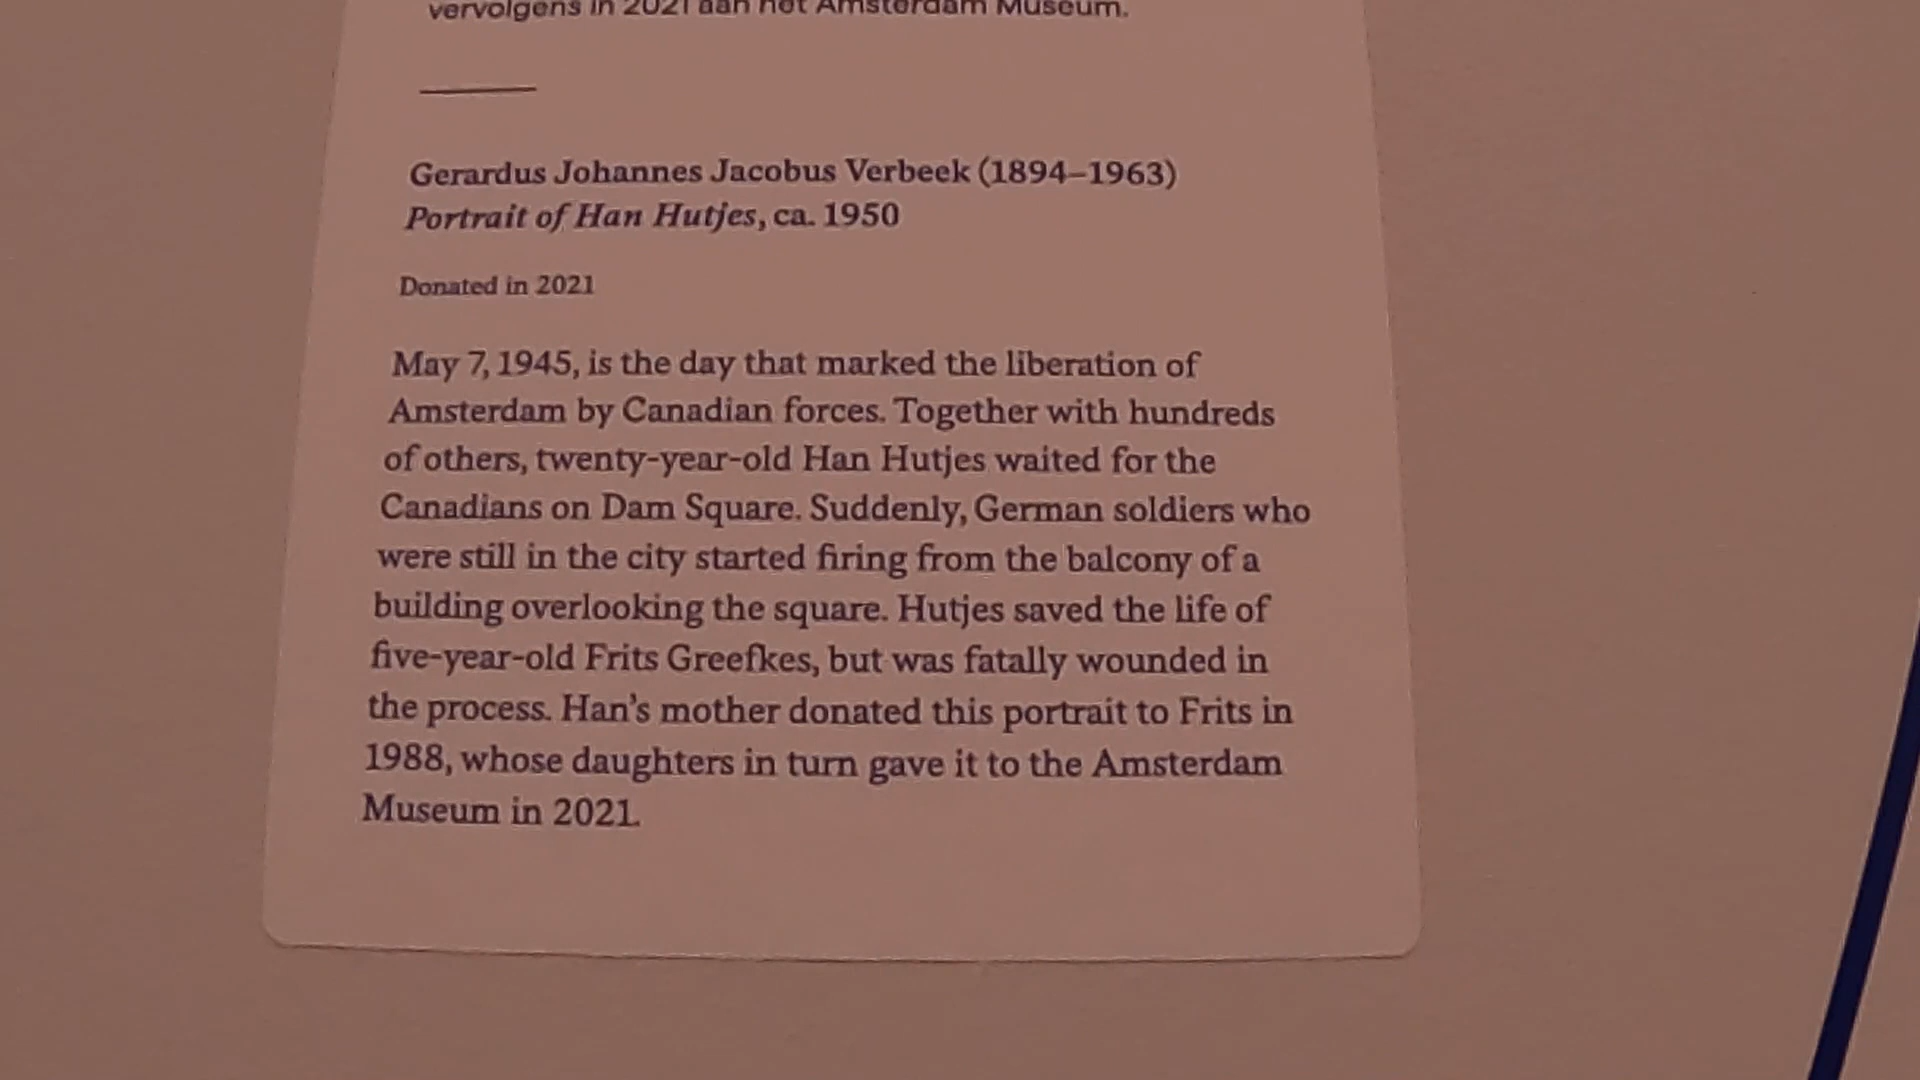 vervolgens in 2021 aan het Amsterdam Museum.
Gerardus Johannes Jacobus Verbeek (1894–1963)
Portrait of Han Hutjes, ca. 1950
Donated in 2021
May 7, 1945, is the day that marked the liberation of
Amsterdam by Canadian forces. Together with hundreds
of others, twenty-year-old Han Hutjes waited for the
Canadians on Dam Square. Suddenly, German soldiers who
were still in the city started firing from the balcony of a
building overlooking the square. Hutjes saved the life of
five-year-old Frits Greefkes, but was fatally wounded in
the process. Han’s mother donated this portrait to Frits in
1988, whose daughters in turn gave it to the Amsterdam
Museum in 2021.